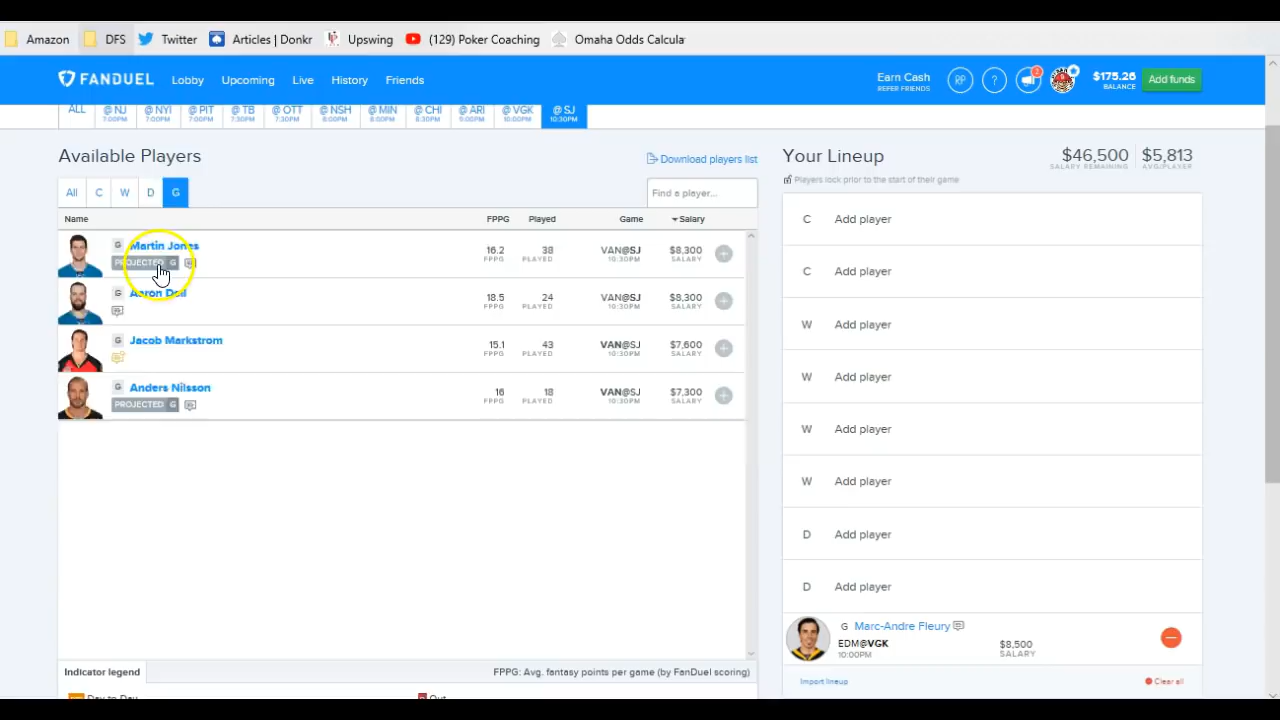 Amazon DFS Twitter Articles | Donkr Upswing (129) Poker Coaching Omaha Odds Calcula
FANDUEL Lobby Upcoming Live History Friends Earn Cash REFER FRIENDS RP ? $175.26 BALANCE Add funds
ALL @ NJ @ NYI @ PIT @ TB @ OTT @ NSH @ MIN @ CHI @ ARI @ VGK @ SJ
7:00PM 7:00PM 7:00PM 7:30PM 7:30PM 8:00PM 8:00PM 8:30PM 9:00PM 10:00PM 10:30PM
Available Players
Download players list
All C W D G
Find a player...
Name FPPG Played Game Salary
G Martin Jones 16.2 38 VAN@SJ $8,300
PROJECTED G FPPG PLAYED 10:30PM SALARY
G 18.5 24 VAN@SJ $8,300
FPPG PLAYED 10:30PM SALARY
G Jacob Markstrom 15.1 43 VAN@SJ $7,600
FPPG PLAYED 10:30PM SALARY
G Anders Nilsson 16 18 VAN@SJ $7,300
PROJECTED G FPPG PLAYED 10:30PM SALARY
Indicator legend
FPPG: Avg. fantasy points per game (by FanDuel scoring)
Day to Day
Out
Your Lineup
$46,500 $5,813
SALARY REMAINING AVG/PLAYER
Players lock prior to the start of their game
C Add player
C Add player
W Add player
W Add player
W Add player
W Add player
D Add player
D Add player
G Marc-Andre Fleury
EDM@VGK $8,500
10:00PM SALARY
Import lineup
Clear all